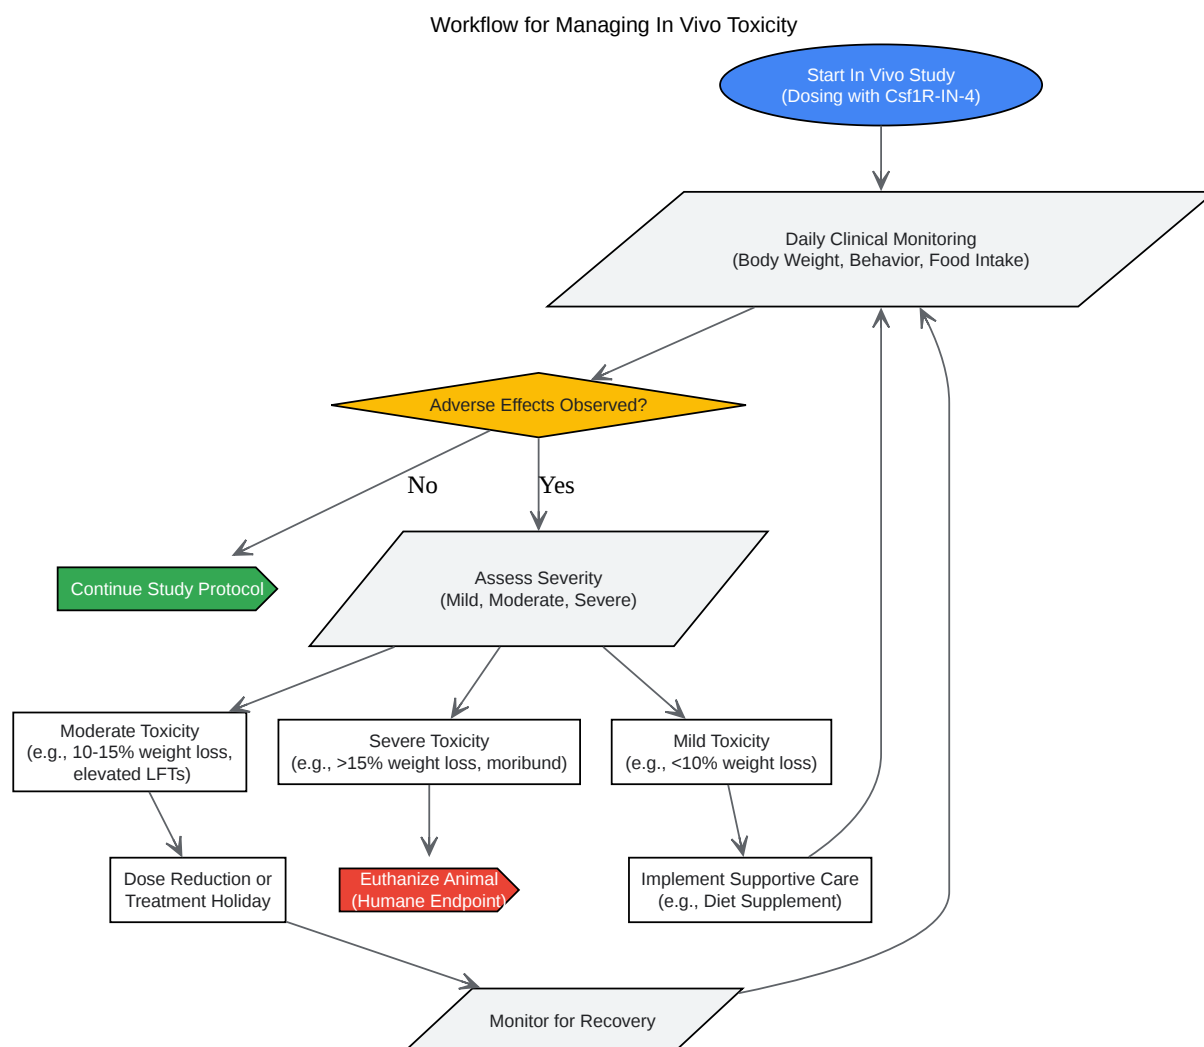 Workflow for Managing In Vivo Toxicity
Start In Vivo Study
(Dosing with Csf1R-IN-4)
Daily Clinical Monitoring
(Body Weight, Behavior, Food Intake)
Adverse Effects Observed?
No
Yes
Continue Study Protocol
Assess Severity
(Mild, Moderate, Severe)
Moderate Toxicity
(e.g., 10-15% weight loss,
elevated LFTs)
Severe Toxicity
(e.g., >15% weight loss, moribund)
Mild Toxicity
(e.g., <10% weight loss)
Dose Reduction or
Treatment Holiday
Euthanize Animal
(Humane Endpoint)
Implement Supportive Care
(e.g., Diet Supplement)
Monitor for Recovery